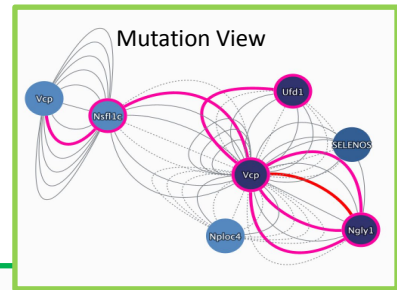 Mutation View
Ufd1
Vcp
Nsfl1c
SELENOS
Vcp
Nploc4
Ngly1